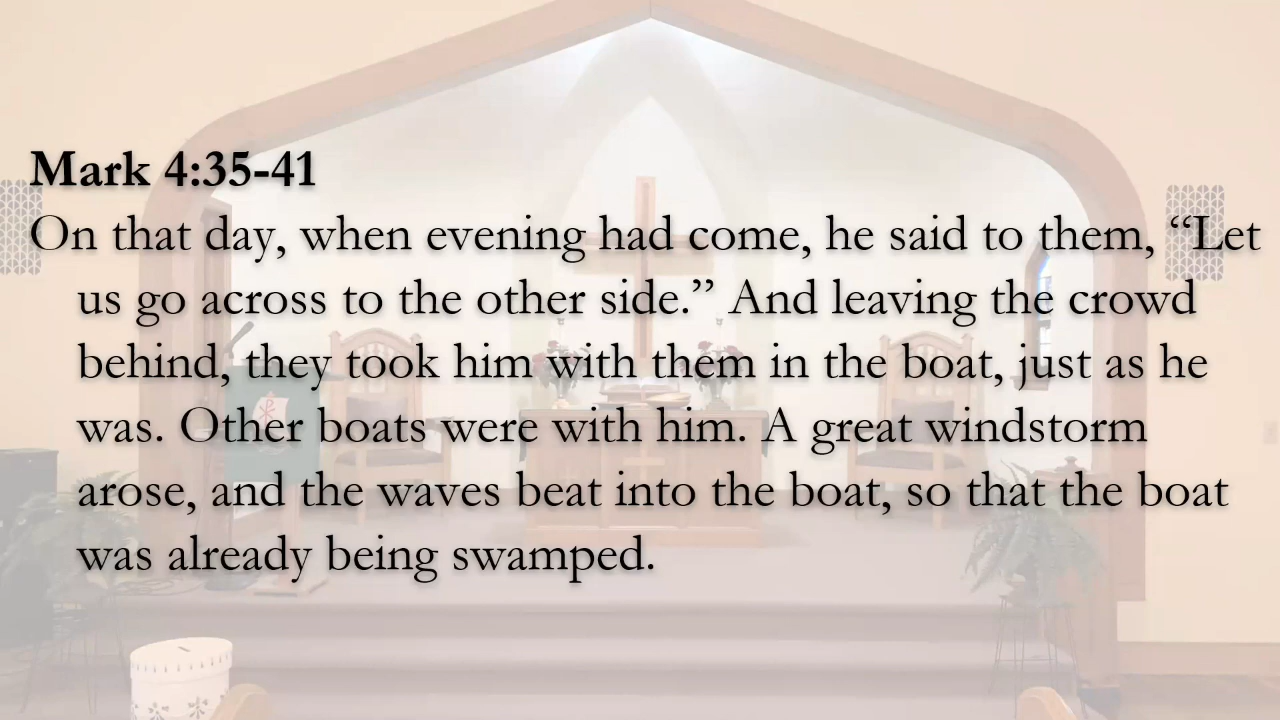 Mark 4:35-41
On that day, when evening had come, he said to them, “Let
us go across to the other side.” And leaving the crowd
behind, they took him with them in the boat, just as he
was. Other boats were with him. A great windstorm
arose, and the waves beat into the boat, so that the boat
was already being swamped.